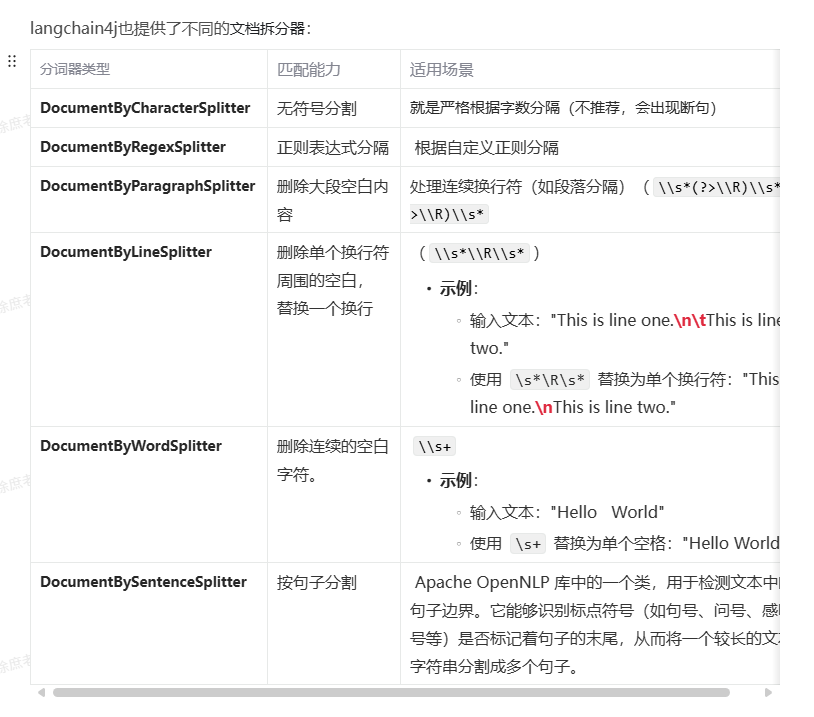 langchain4j也提供了不同的文档拆分器：
分词器类型 匹配能力 适用场景
DocumentByCharacterSplitter 无符号分割 就是严格根据字数分隔（不推荐，会出现断句）
DocumentByRegexSplitter 正则表达式分隔 根据自定义正则分隔
DocumentByParagraphSplitter 删除大段空白内 处理连续换行符（如段落分隔）（ \\s*(?>\\R)\\s*
容 >\\R)\\s*
DocumentByLineSplitter 删除单个换行符 （ \\s*\\R\\s* ）
周围的空白，
替换一个换行
• 示例：
◦ 输入文本："This is line one.\n\tThis is line
two."
◦ 使用 \s*\R\s* 替换为单个换行符："This
line one.\nThis is line two."
DocumentByWordSplitter 删除连续的空白 \\s+
字符。
• 示例：
◦ 输入文本："Hello   World"
◦ 使用 \s+ 替换为单个空格："Hello World
DocumentBySentenceSplitter 按句子分割 Apache OpenNLP 库中的一个类，用于检测文本中
句子边界。它能够识别标点符号（如句号、问号、感
号等）是否标记着句子的末尾，从而将一个较长的文
字符串分割成多个句子。